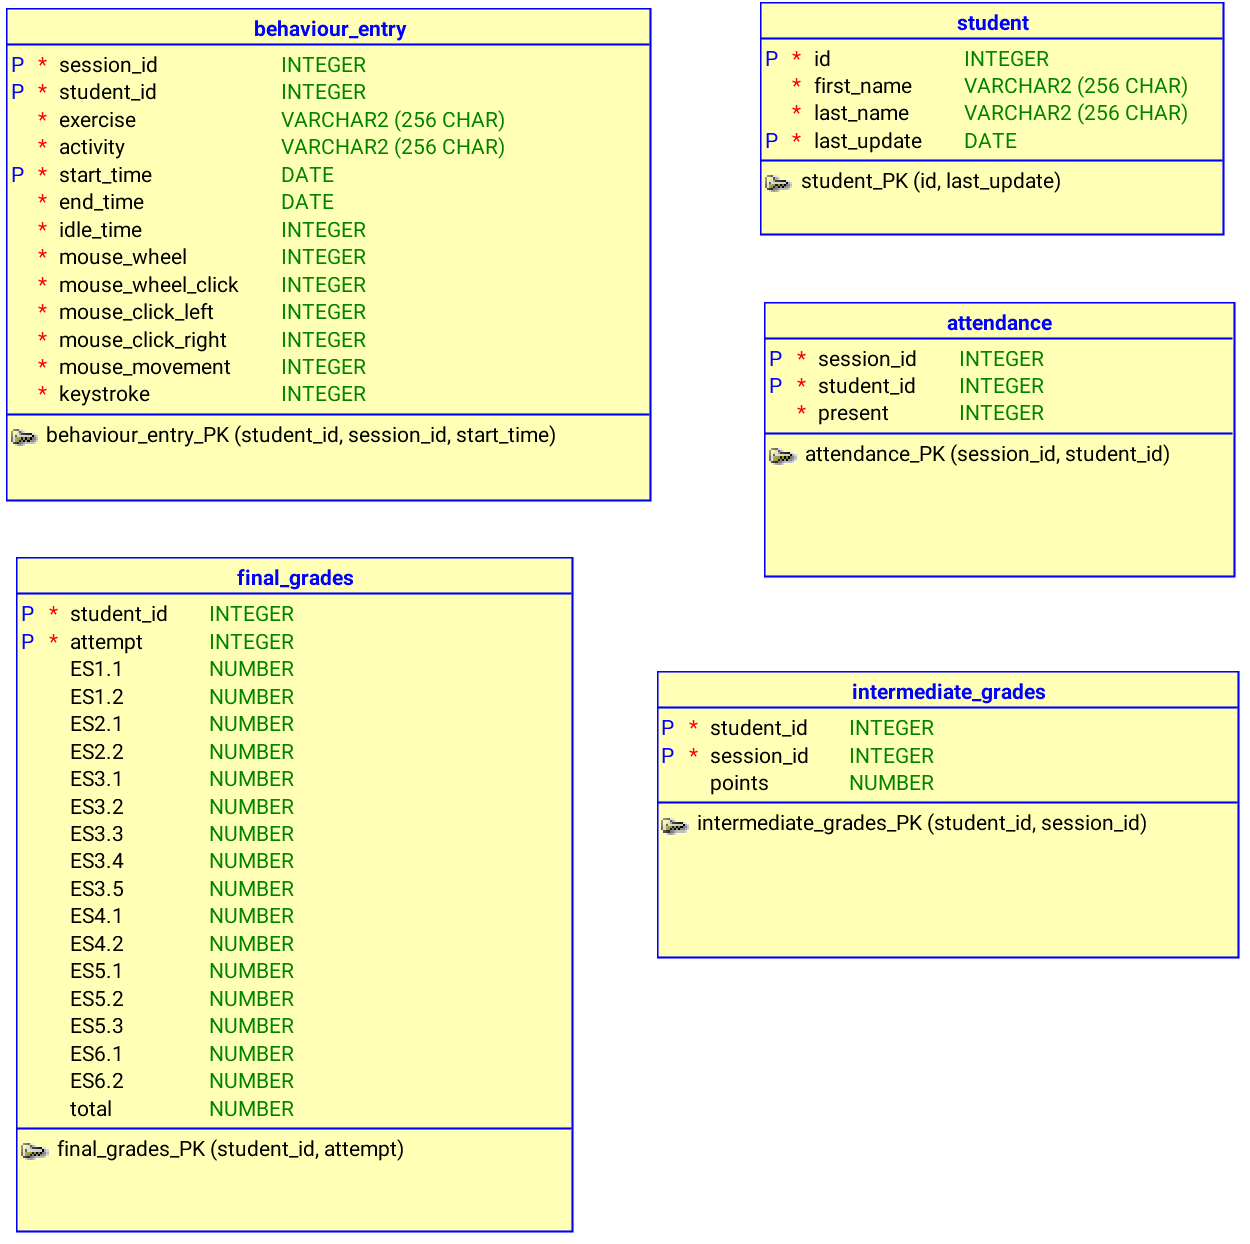 behaviour_entry
P * session_id INTEGER
P * student_id INTEGER
* exercise VARCHAR2 (256 CHAR)
* activity VARCHAR2 (256 CHAR)
P * start_time DATE
* end_time DATE
* idle_time INTEGER
* mouse_wheel INTEGER
* mouse_wheel_click INTEGER
* mouse_click_left INTEGER
* mouse_click_right INTEGER
* mouse_movement INTEGER
* keystroke INTEGER
behaviour_entry_PK (student_id, session_id, start_time)
student
P * id INTEGER
* first_name VARCHAR2 (256 CHAR)
* last_name VARCHAR2 (256 CHAR)
P * last_update DATE
student_PK (id, last_update)
attendance
P * session_id INTEGER
P * student_id INTEGER
* present INTEGER
attendance_PK (session_id, student_id)
final_grades
P * student_id INTEGER
P * attempt INTEGER
ES1.1 NUMBER
ES1.2 NUMBER
ES2.1 NUMBER
ES2.2 NUMBER
ES3.1 NUMBER
ES3.2 NUMBER
ES3.3 NUMBER
ES3.4 NUMBER
ES3.5 NUMBER
ES4.1 NUMBER
ES4.2 NUMBER
ES5.1 NUMBER
ES5.2 NUMBER
ES5.3 NUMBER
ES6.1 NUMBER
ES6.2 NUMBER
total NUMBER
final_grades_PK (student_id, attempt)
intermediate_grades
P * student_id INTEGER
P * session_id INTEGER
points NUMBER
intermediate_grades_PK (student_id, session_id)